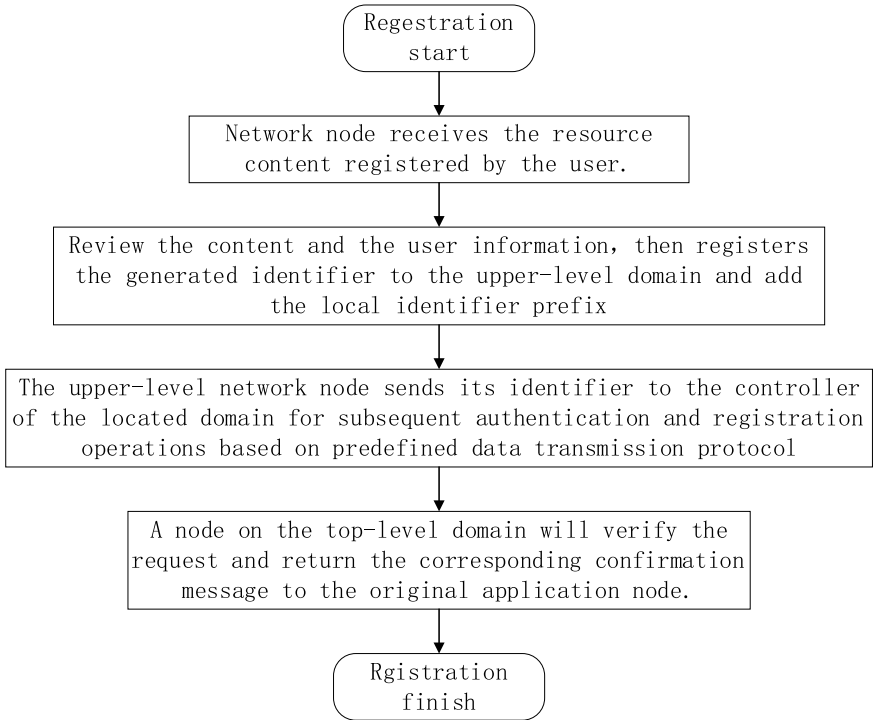 Regestration
start
Network node receives the resource
content registered by the user.
Review the content and the user information, then registers
the generated identifier to the upper-level domain and add
the local identifier prefix
The upper-level network node sends its identifier to the controller
of the located domain for subsequent authentication and registration
operations based on predefined data transmission protocol
A node on the top-level domain will verify the
request and return the corresponding confirmation
message to the original application node.
Rgistration
finish